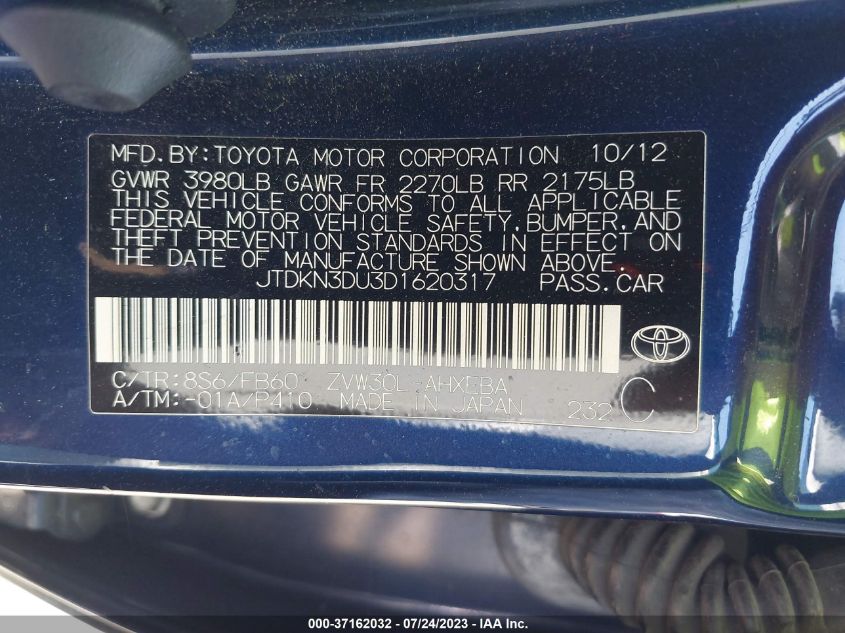 MFD.BY:TOYOTA MOTOR CORPORATION 10/12
GVWR 3980LB GAWR FR 2270LB RR 2175LB
THIS VEHICLE CONFORMS TO ALL APPLICABLE
FEDERAL MOTOR VEHICLE SAFETY,BUMPER,AND
THEFT PREVENTION STANDARDS IN EFFECT ON
THE DATE OF MANUFACTURE SHOWN ABOVE.
JTDKN3DU3D1620317 PASS.CAR
C/TR:8S6/FB60 ZVW30L-AHXEBA
A/TM:-01A/P410 MADE IN JAPAN 232 C
000-37162032 / 07/24/2023 - IAA Inc.